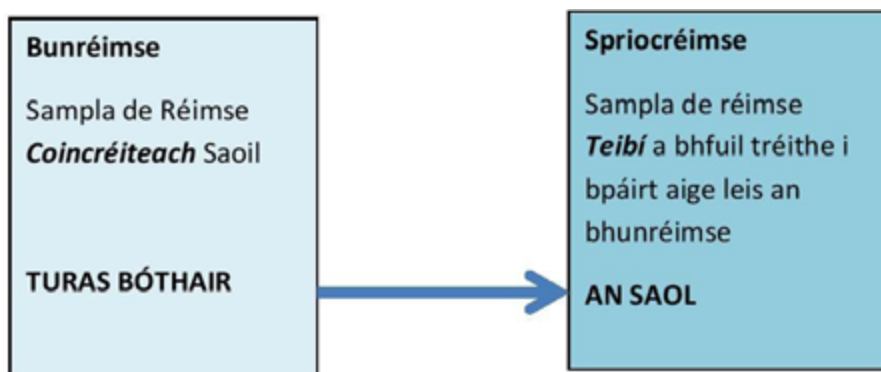 Bunréimse
Sampla de Réimse
Coincréiteach Saoil
TURAS BÓTHAIR
Spriocréimse
Sampla de réimse
Teibí a bhfuil tréithe i
bpáirt aige leis an
bhunréimse
AN SAOL